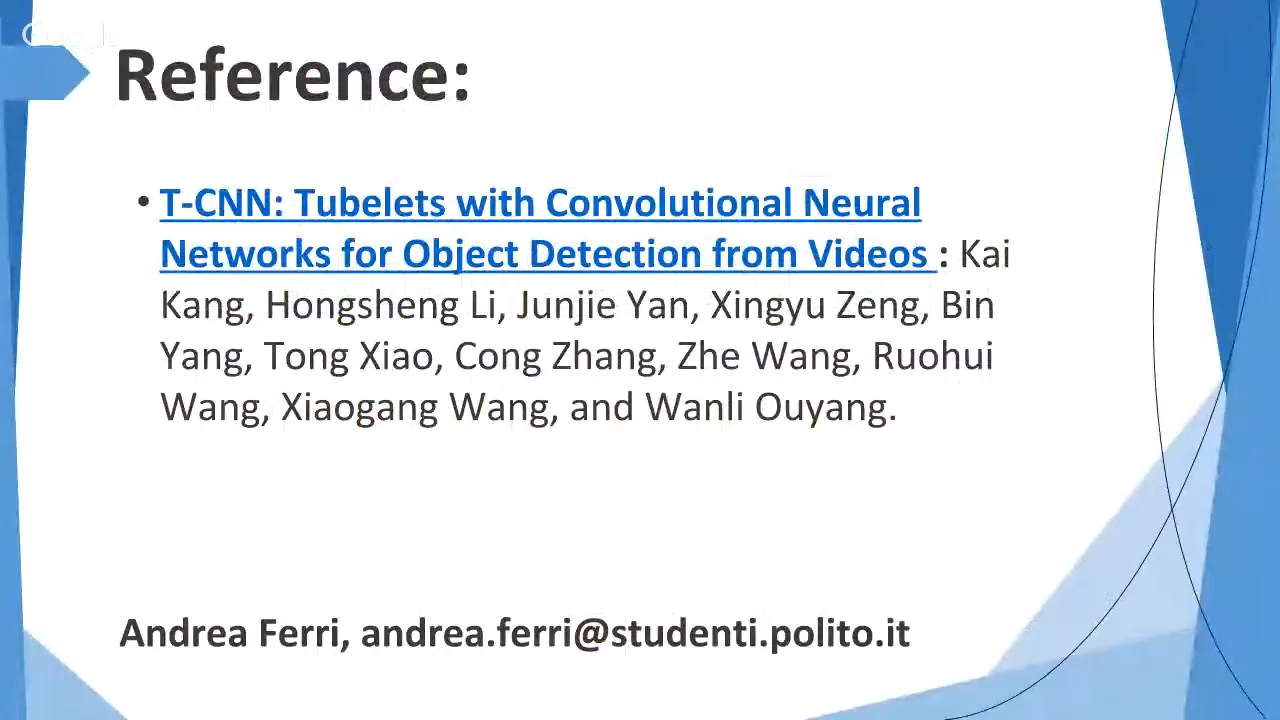 Google
Reference:
• T-CNN: Tubelets with Convolutional Neural
Networks for Object Detection from Videos : Kai
Kang, Hongsheng Li, Junjie Yan, Xingyu Zeng, Bin
Yang, Tong Xiao, Cong Zhang, Zhe Wang, Ruohui
Wang, Xiaogang Wang, and Wanli Ouyang.
Andrea Ferri, andrea.ferri@studenti.polito.it